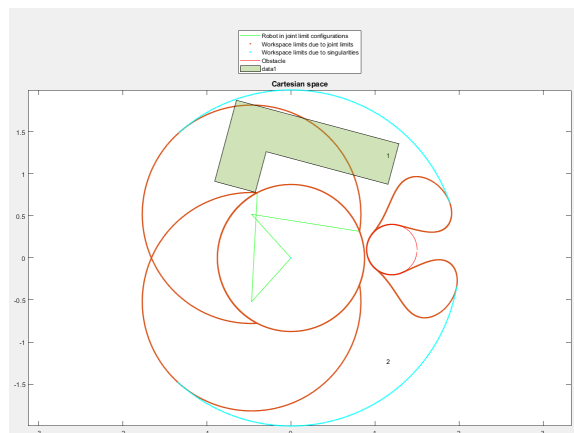 Robot in joint limit configurations
Workspace limits due to joint limits
Workspace limits due to singularities
Obstacle
data1
Cartesian space
1.5
1
1
0.5
0
-0.5
-1
2
-1.5